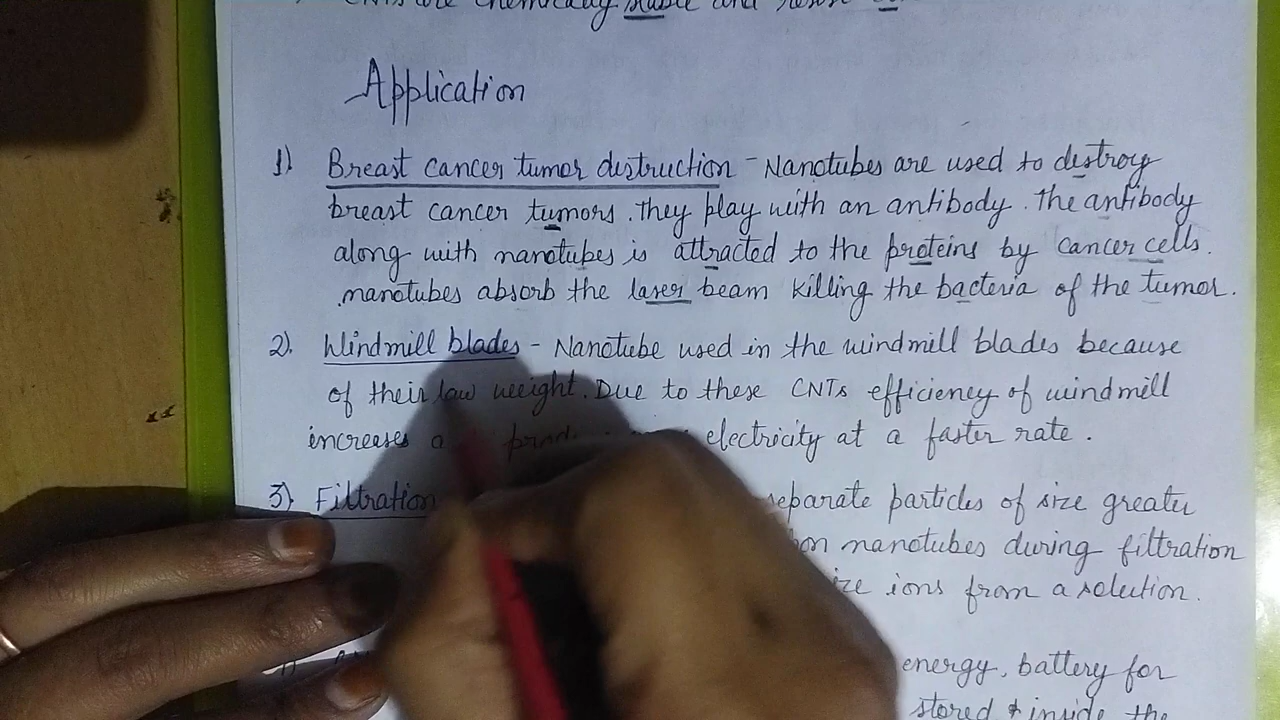 are chemically stable and
Application
1) Breast cancer tumor destruction - Nanotubes are used to destroy
breast cancer tumors. they play with an antibody. The antibody
along with nanotubes is attracted to the proteins by cancer cells.
nanotubes absorb the laser beam killing the bacteria of the tumor.
2) Windmill blades - Nanotube used in the windmill blades because
of their low weight. Due to these CNTs efficiency of windmill
increases electricity at a faster rate.
3) Filtration separate particles of size greater
nanotubes during filtration
ions from a solution.
energy, battery for
stored inside the